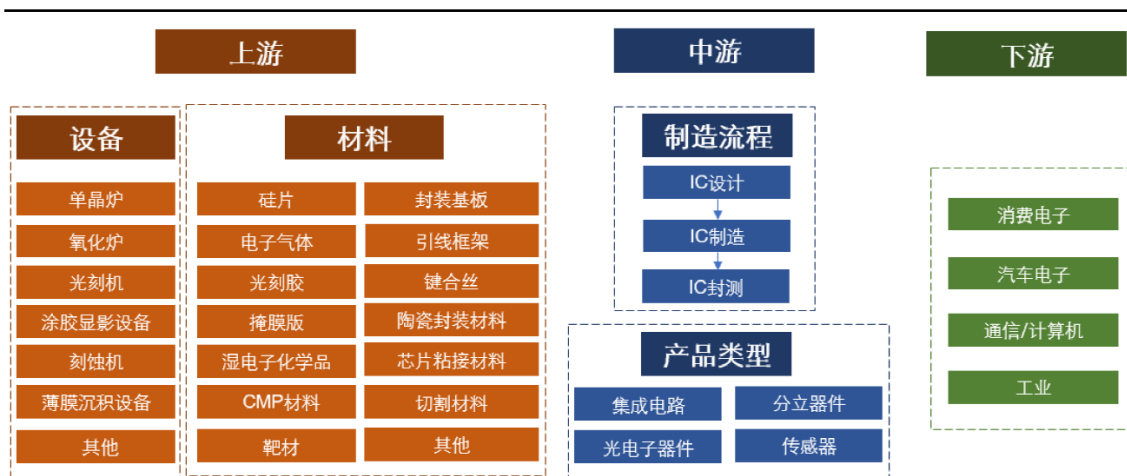 上游
中游
下游
设备
材料
制造流程
单晶炉
氧化炉
光刻机
涂胶显影设备
刻蚀机
薄膜沉积设备
其他
硅片
电子气体
光刻胶
掩膜版
湿电子化学品
CMP材料
靶材
封装基板
引线框架
键合丝
陶瓷封装材料
芯片粘接材料
切割材料
其他
IC设计
IC制造
IC封测
产品类型
集成电路
分立器件
光电子器件
传感器
消费电子
汽车电子
通信/计算机
工业